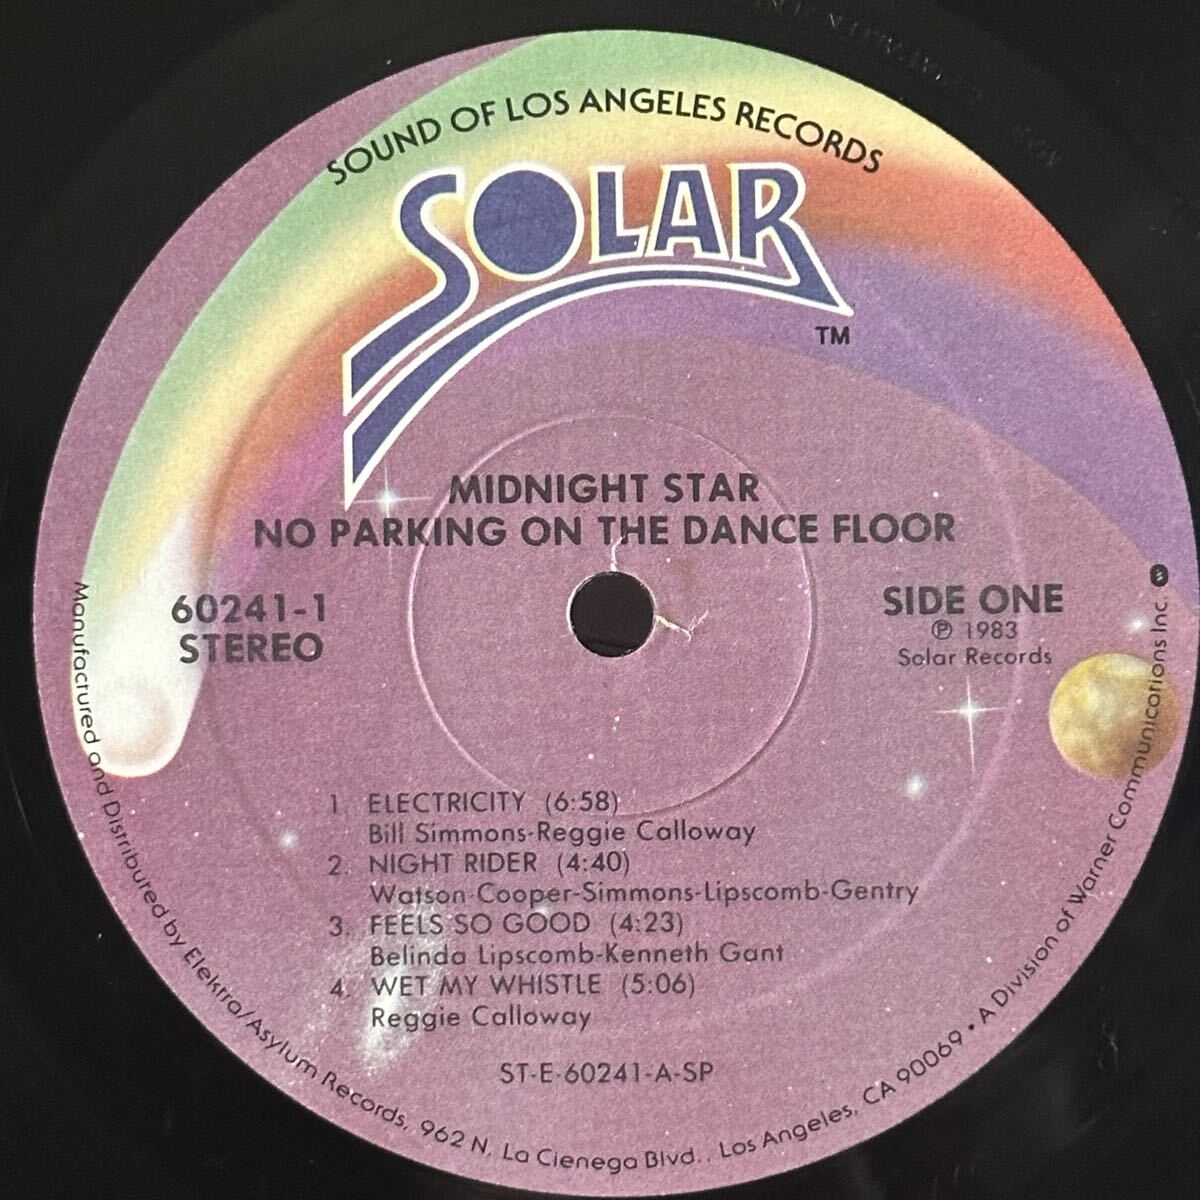 SOUND OF LOS ANGELES RECORDS
SOLAR
TM
MIDNIGHT STAR
NO PARKING ON THE DANCE FLOOR
60241-1
STEREO
SIDE ONE
℗ 1983
Solar Records
1. ELECTRICITY (6:58)
Bill Simmons-Reggie Calloway
2. NIGHT RIDER (4:40)
Watson-Cooper-Simmons-Lipscomb-Gentry
3. FEELS SO GOOD (4:23)
Belinda Lipscomb-Kenneth Gant
4. WET MY WHISTLE (5:06)
Reggie Calloway
ST-E-60241-A-SP
Manufactured and Distributed by Elektra/Asylum Records, 962 N. La Cienega Blvd., Los Angeles, CA 90069 • A Division of Warner Communications Inc.